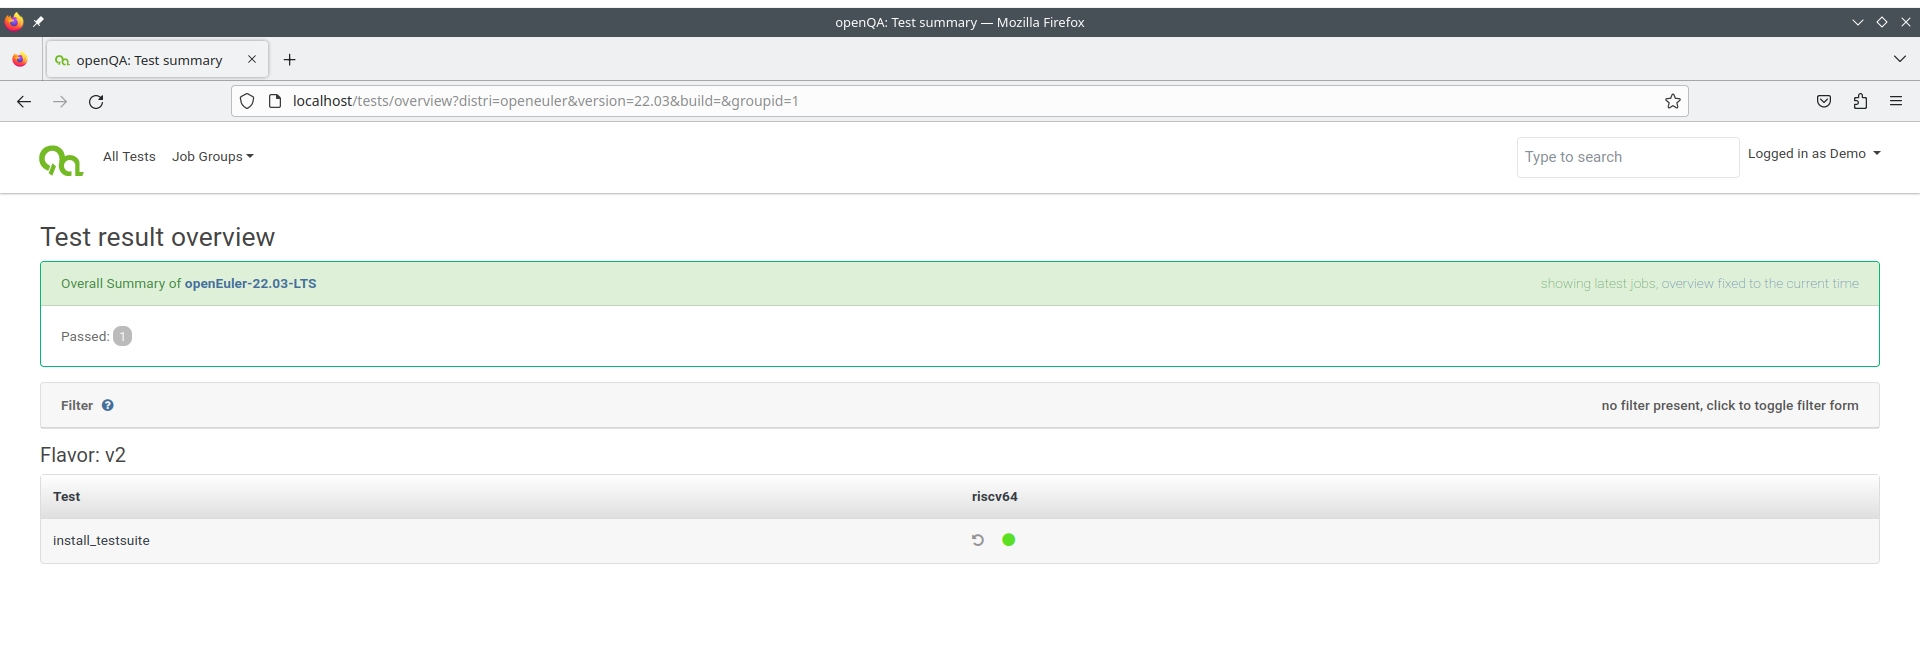 openQA: Test summary — Mozilla Firefox
openQA: Test summary
localhost/tests/overview?distri=openeuler&version=22.03&build=&groupid=1
All Tests Job Groups Type to search Logged in as Demo
Test result overview
Overall Summary of openEuler-22.03-LTS showing latest jobs, overview fixed to the current time
Passed: 1
Filter ? no filter present, click to toggle filter form
Flavor: v2
Test riscv64
install_testsuite